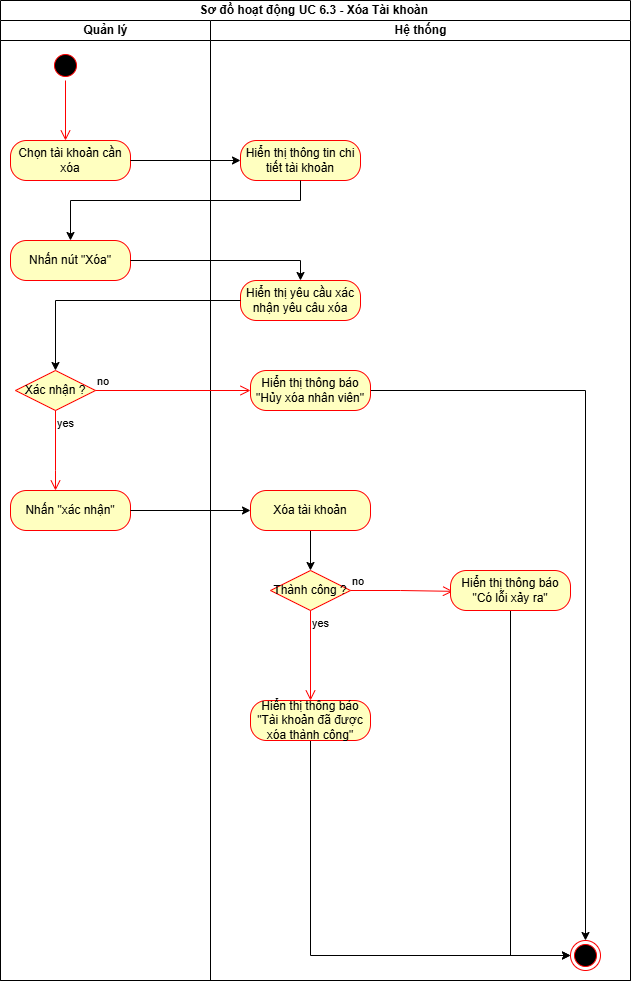 Sơ đồ hoạt động UC 6.3 - Xóa Tài khoản
Quản lý
Hệ thống
Chọn tài khoản cần
xóa
Hiển thị thông tin chi
tiết tài khoản
Nhấn nút "Xóa"
Hiển thị yêu cầu xác
nhận yêu câu xóa
Xác nhận ?
no
Hiển thị thông báo
"Hủy xóa nhân viên"
yes
Nhấn "xác nhận"
Xóa tài khoản
Thành công ?
no
Hiển thị thông báo
"Có lỗi xảy ra"
yes
Hiển thị thông báo
"Tài khoản đã được
xóa thành công"